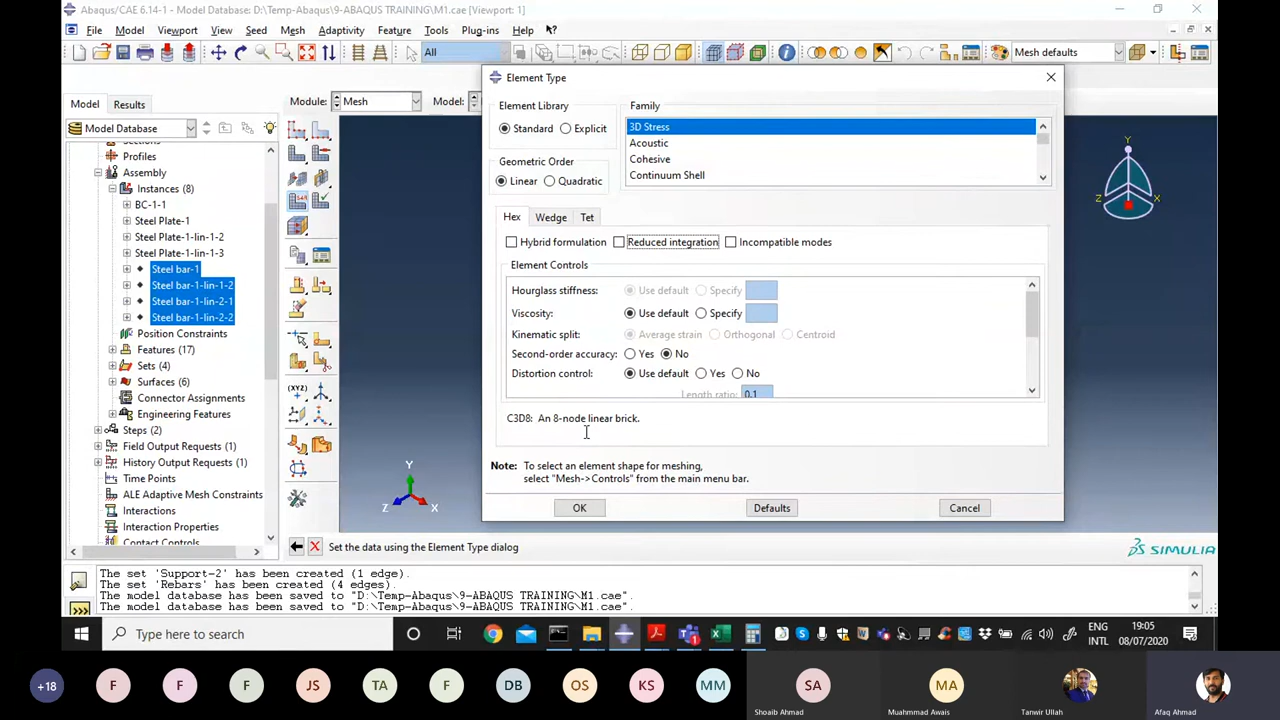 Abaqus/CAE 6.14-1 - Model Database: D:\Temp-Abaqus\9-ABAQUS TRAINING\M1.cae [Viewport: 1]
File Model Viewport View Seed Mesh Adaptivity Feature Tools Plug-ins Help
All
Mesh defaults
Model Results
Module: Mesh Model:
Model Database
Profiles
Assembly
Instances (8)
BC-1-1
Steel Plate-1
Steel Plate-1-lin-1-2
Steel Plate-1-lin-1-3
Steel bar-1
Steel bar-1-lin-1-2
Steel bar-1-lin-2-1
Steel bar-1-lin-2-2
Position Constraints
Features (17)
Sets (4)
Surfaces (6)
Connector Assignments
Engineering Features
Steps (2)
Field Output Requests (1)
History Output Requests (1)
Time Points
ALE Adaptive Mesh Constraints
Interactions
Interaction Properties
Contact Controls
Element Type
Element Library
Standard Explicit
Geometric Order
Linear Quadratic
Family
3D Stress
Acoustic
Cohesive
Continuum Shell
Hex Wedge Tet
Hybrid formulation Reduced integration Incompatible modes
Element Controls
Hourglass stiffness: Use default Specify
Viscosity: Use default Specify
Kinematic split: Average strain Orthogonal Centroid
Second-order accuracy: Yes No
Distortion control: Use default Yes No
Length ratio: 0.1
C3D8: An 8-node linear brick.
Note: To select an element shape for meshing,
select "Mesh->Controls" from the main menu bar.
OK Defaults Cancel
Y
Z X
Y
Z X
Set the data using the Element Type dialog
SIMULIA
The set 'Support-2' has been created (1 edge).
The set 'Rebars' has been created (4 edges).
The model database has been saved to "D:\Temp-Abaqus\9-ABAQUS TRAINING\M1.cae".
The model database has been saved to "D:\Temp-Abaqus\9-ABAQUS TRAINING\M1.cae".
Type here to search
ENG
INTL
19:05
08/07/2020
+18 F F F JS TA F DB OS KS MM SA MA
Shoaib Ahmad Muahmmad Awais Tanwir Ullah Afaq Ahmad